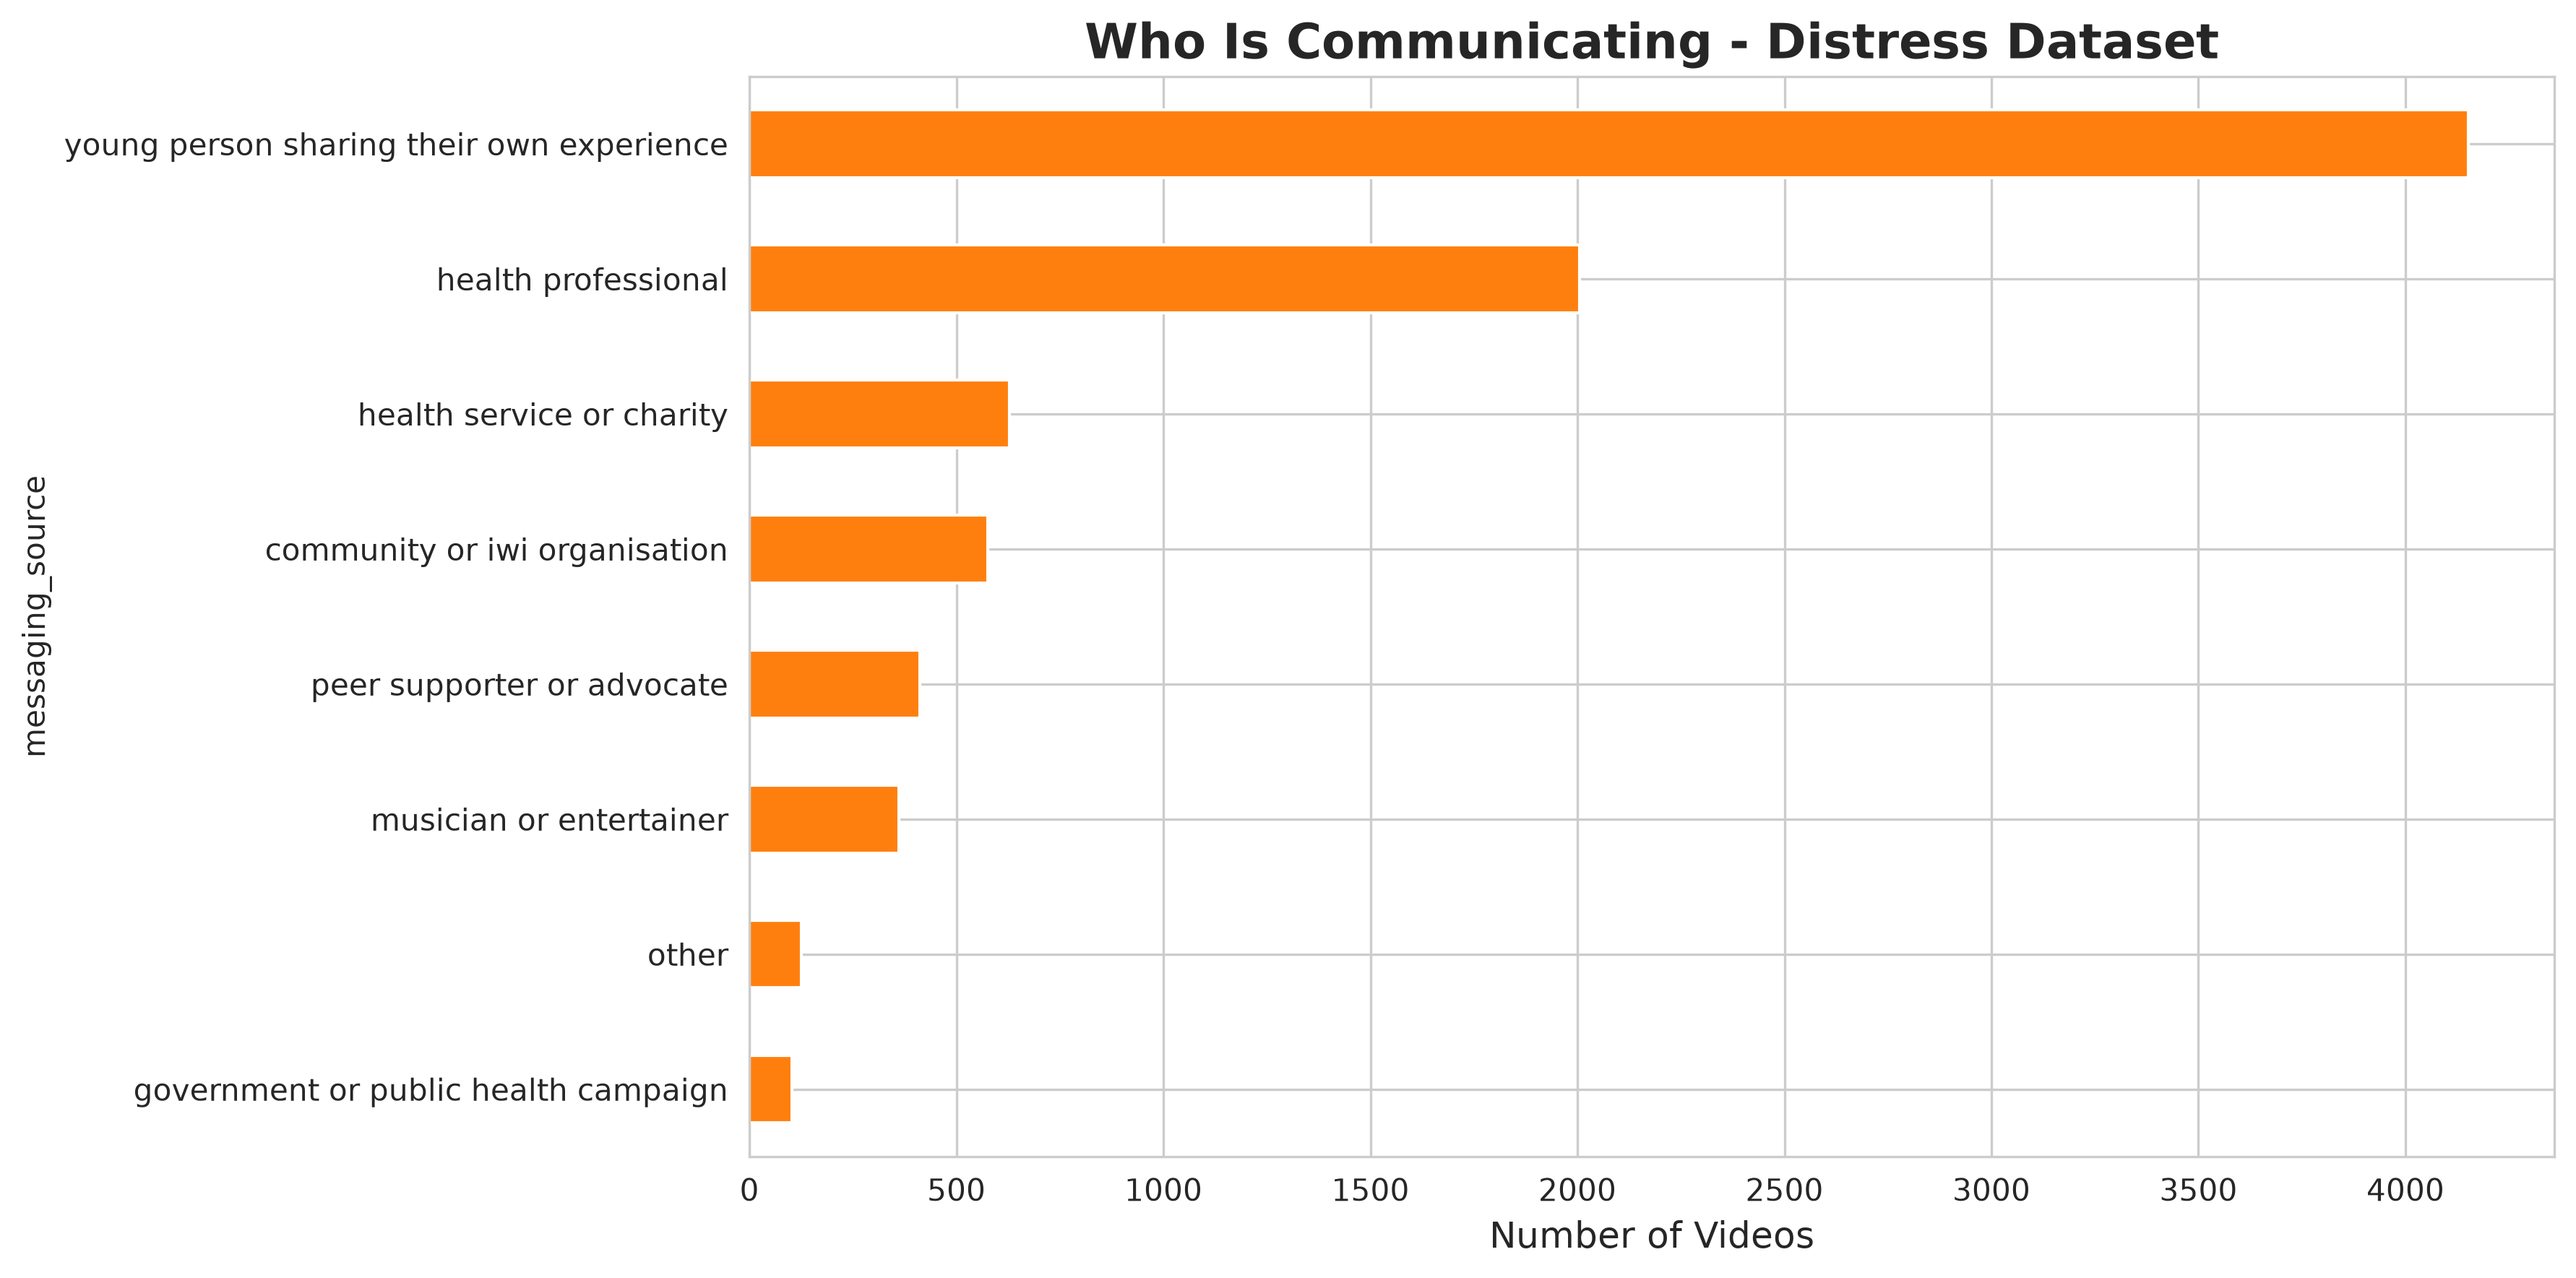 Who Is Communicating - Distress Dataset
young person sharing their own experience
health professional
health service or charity
community or iwi organisation
peer supporter or advocate
musician or entertainer
other
government or public health campaign
messaging_source
0 500 1000 1500 2000 2500 3000 3500 4000
Number of Videos